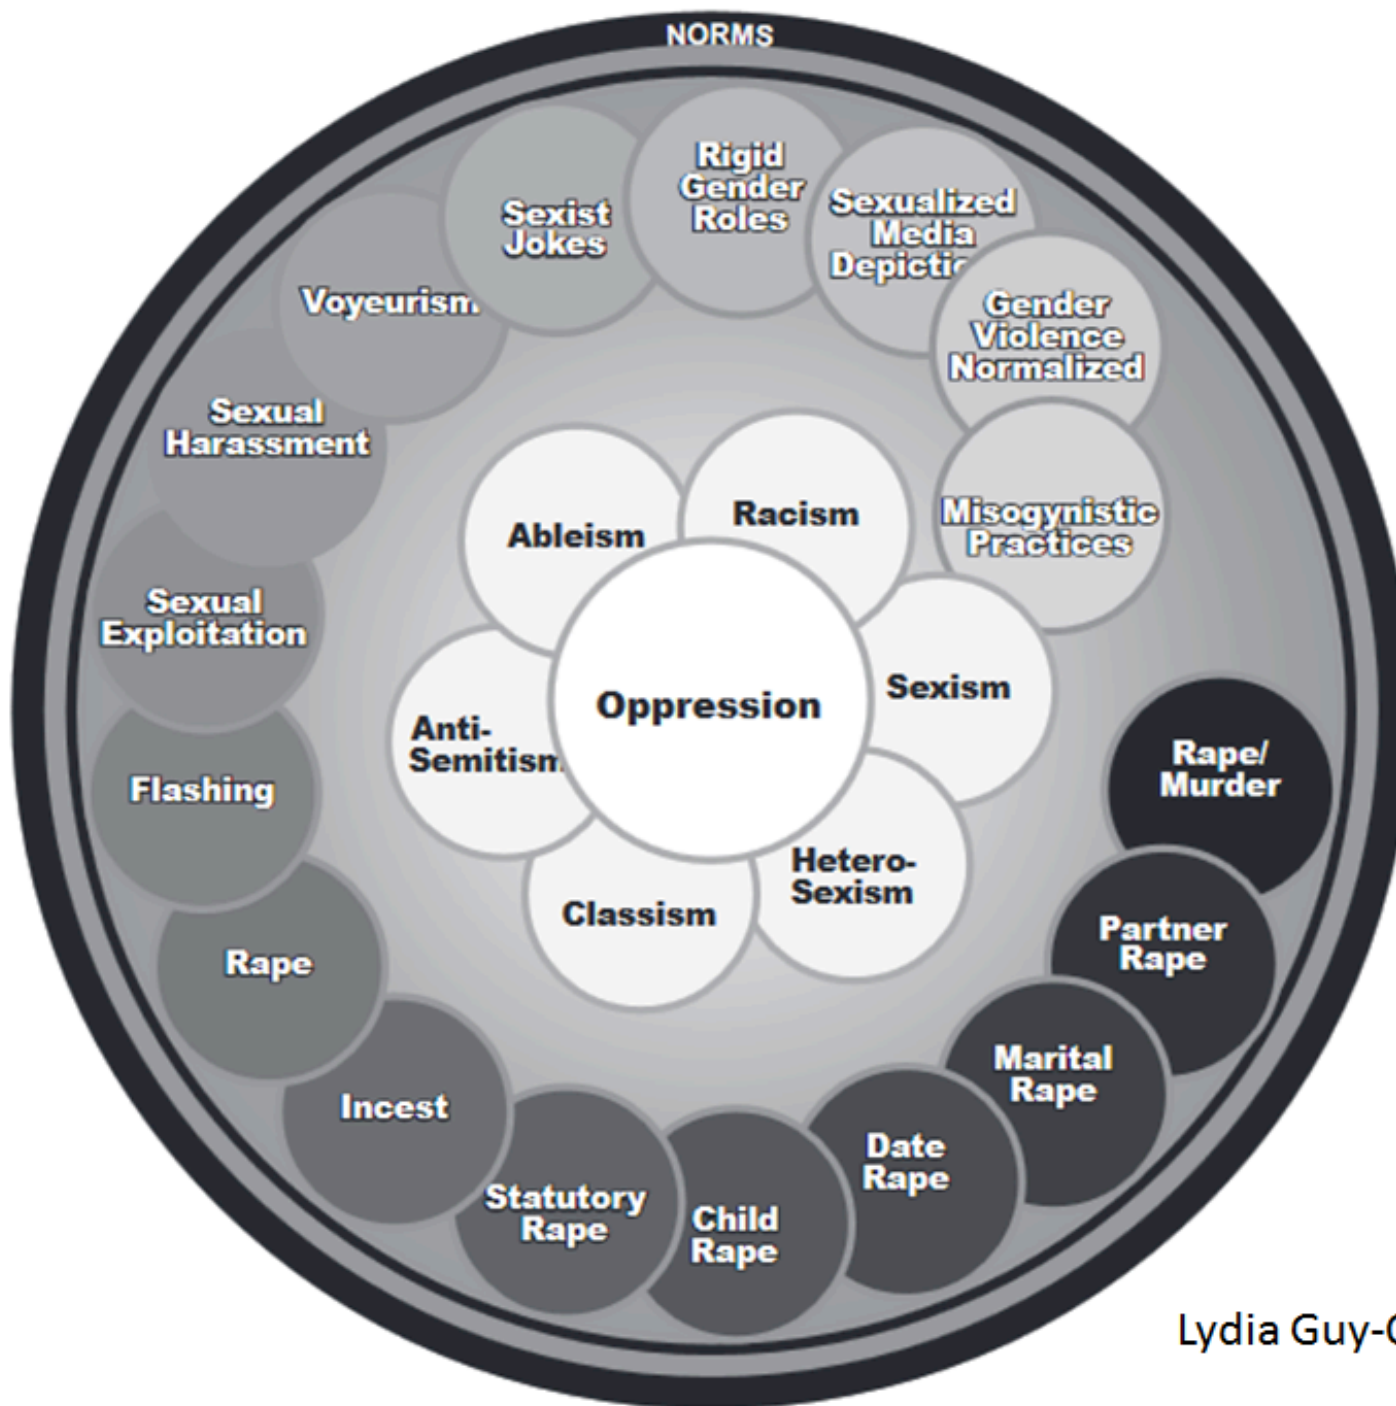 NORMS
Rigid
Gender
Roles
Sexualized
Media
Gender
Violence
Normalized
Misogynistic
Practices
Sexist
Jokes
Voyeurism
Sexual
Harassment
Sexual
Exploitation
Flashing
Rape
Incest
Statutory
Rape
Child
Rape
Date
Rape
Marital
Rape
Partner
Rape
Rape/
Murder
Ableism
Racism
Sexism
Hetero-
Sexism
Classism
Anti-
Semitism
Oppression
Lydia Guy-